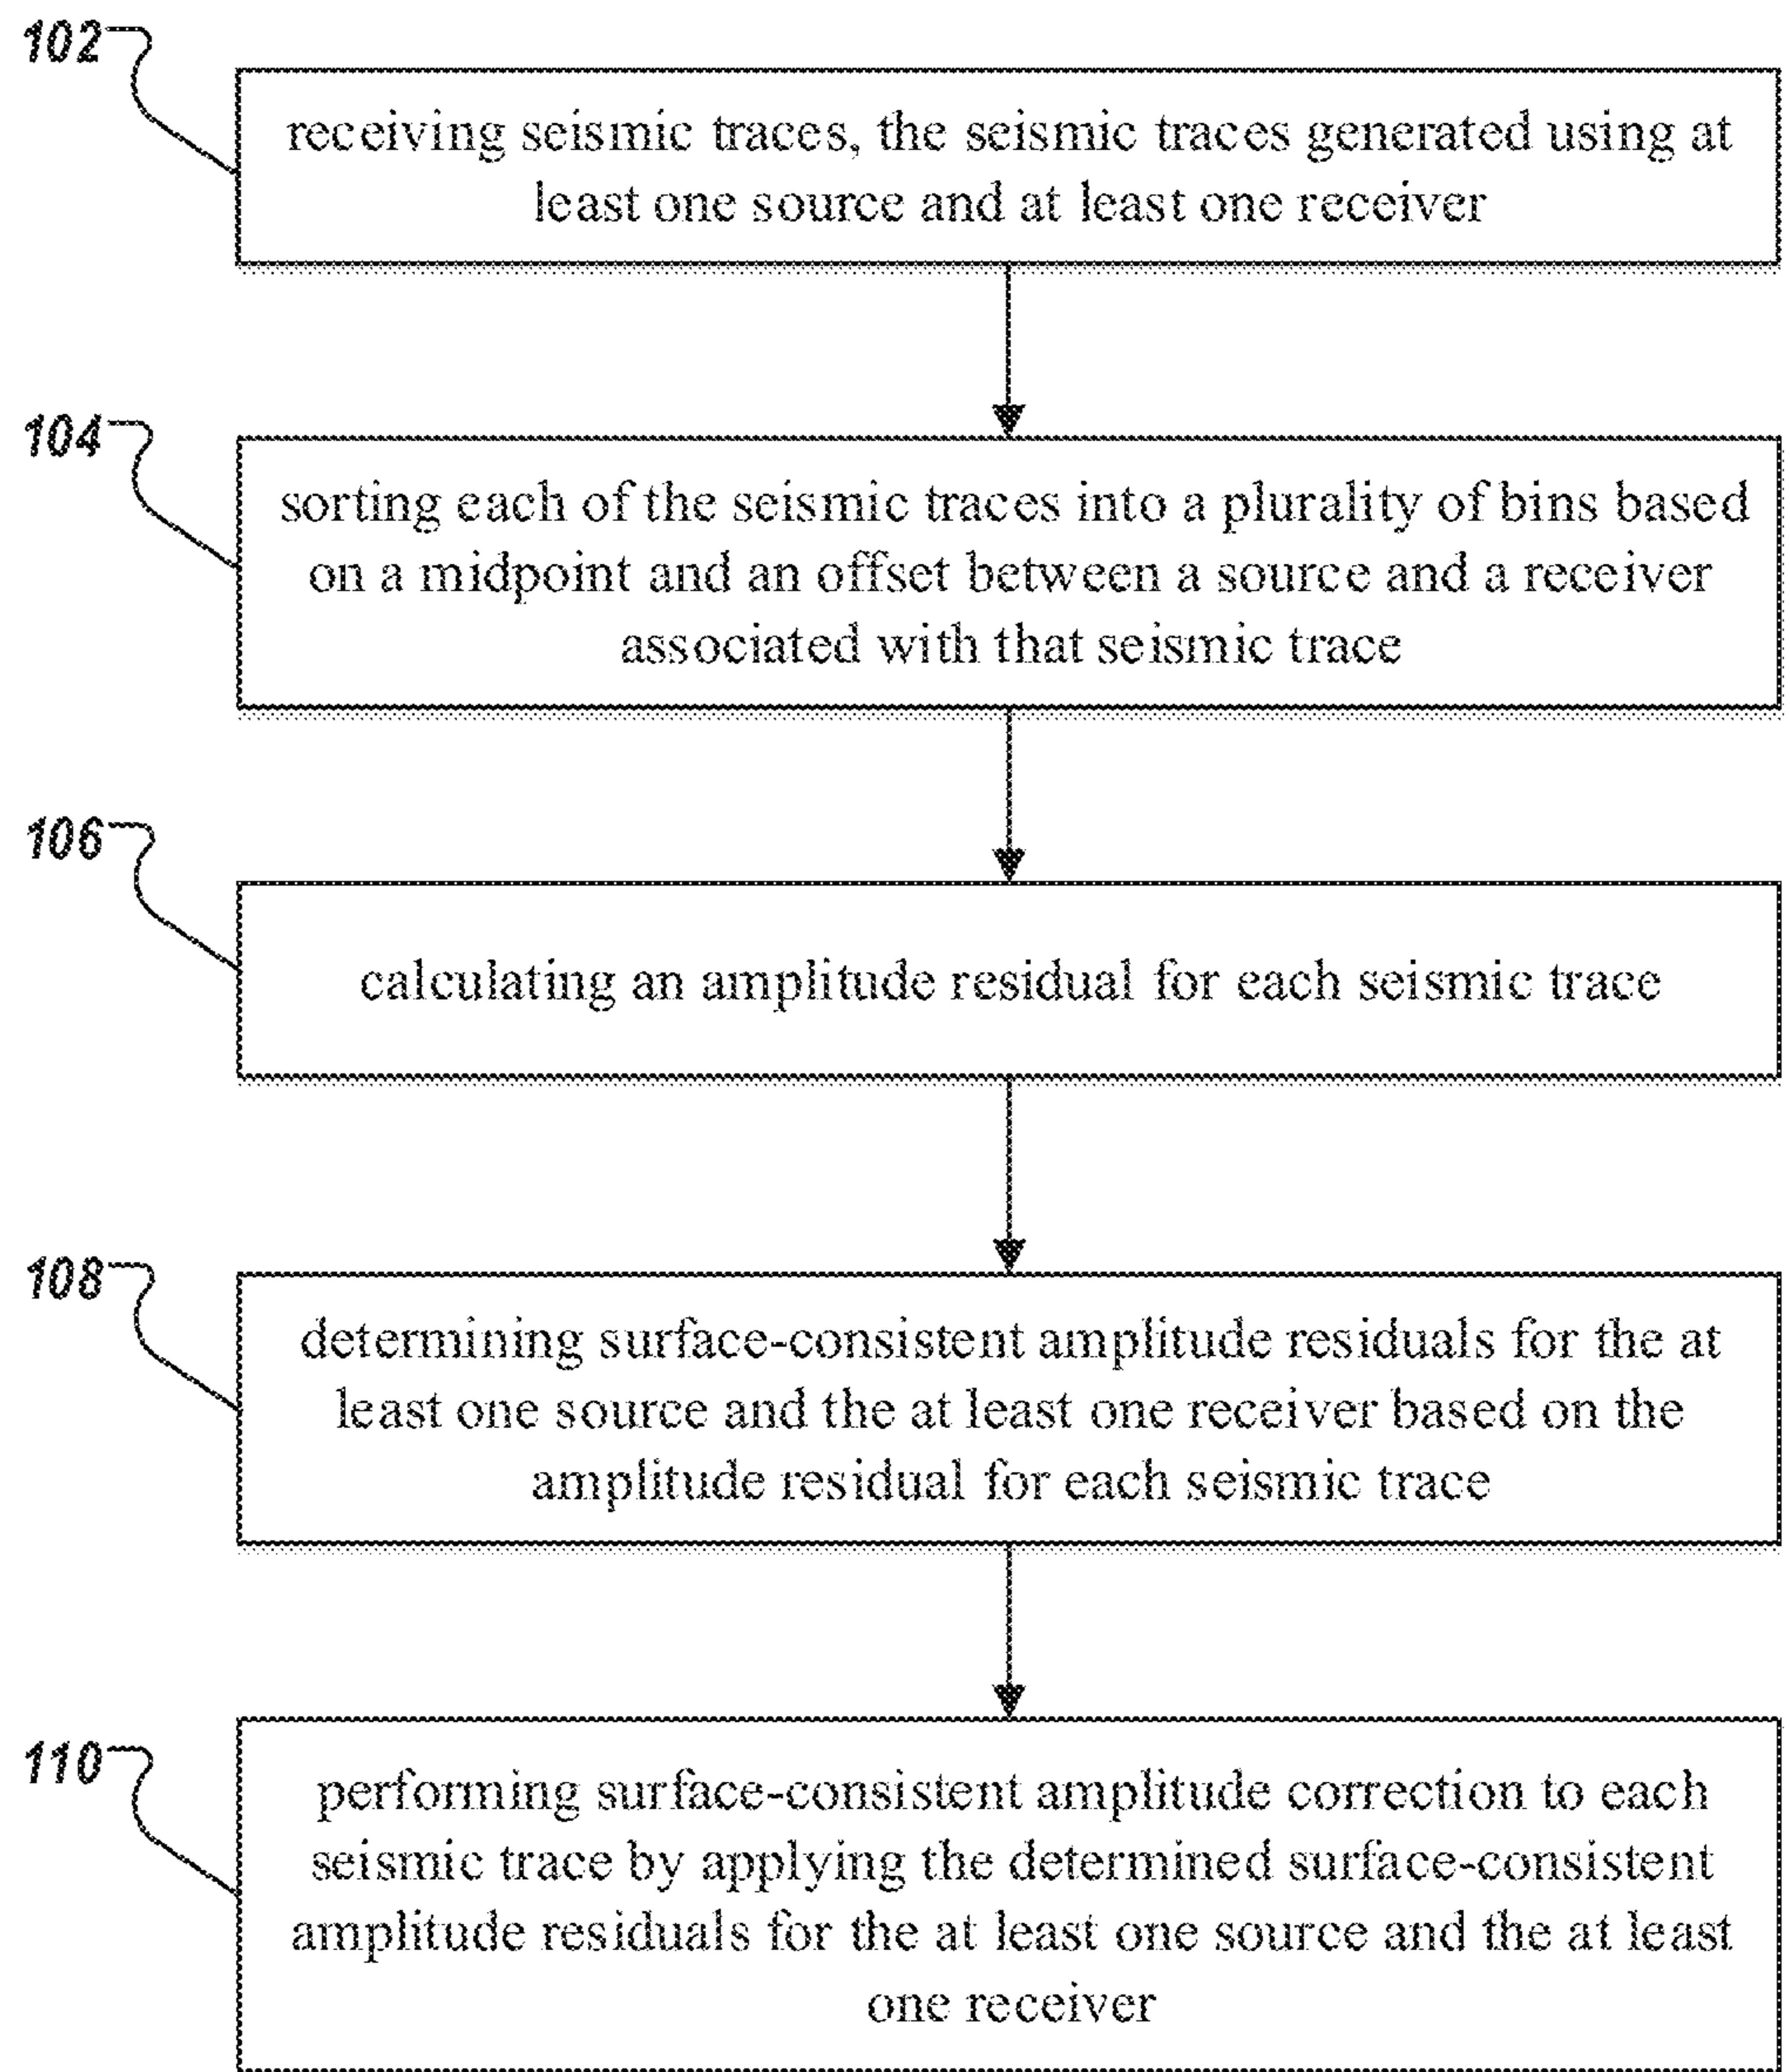 102
receiving seismic traces, the seismic traces generated using at
least one source and at least one receiver
104
sorting each of the seismic traces into a plurality of bins based
on a midpoint and an offset between a source and a receiver
associated with that seismic trace
106
calculating an amplitude residual for each seismic trace
108
determining surface-consistent amplitude residuals for the at
least one source and the at least one receiver based on the
amplitude residual for each seismic trace
110
performing surface-consistent amplitude correction to each
seismic trace by applying the determined surface-consistent
amplitude residuals for the at least one source and the at least
one receiver